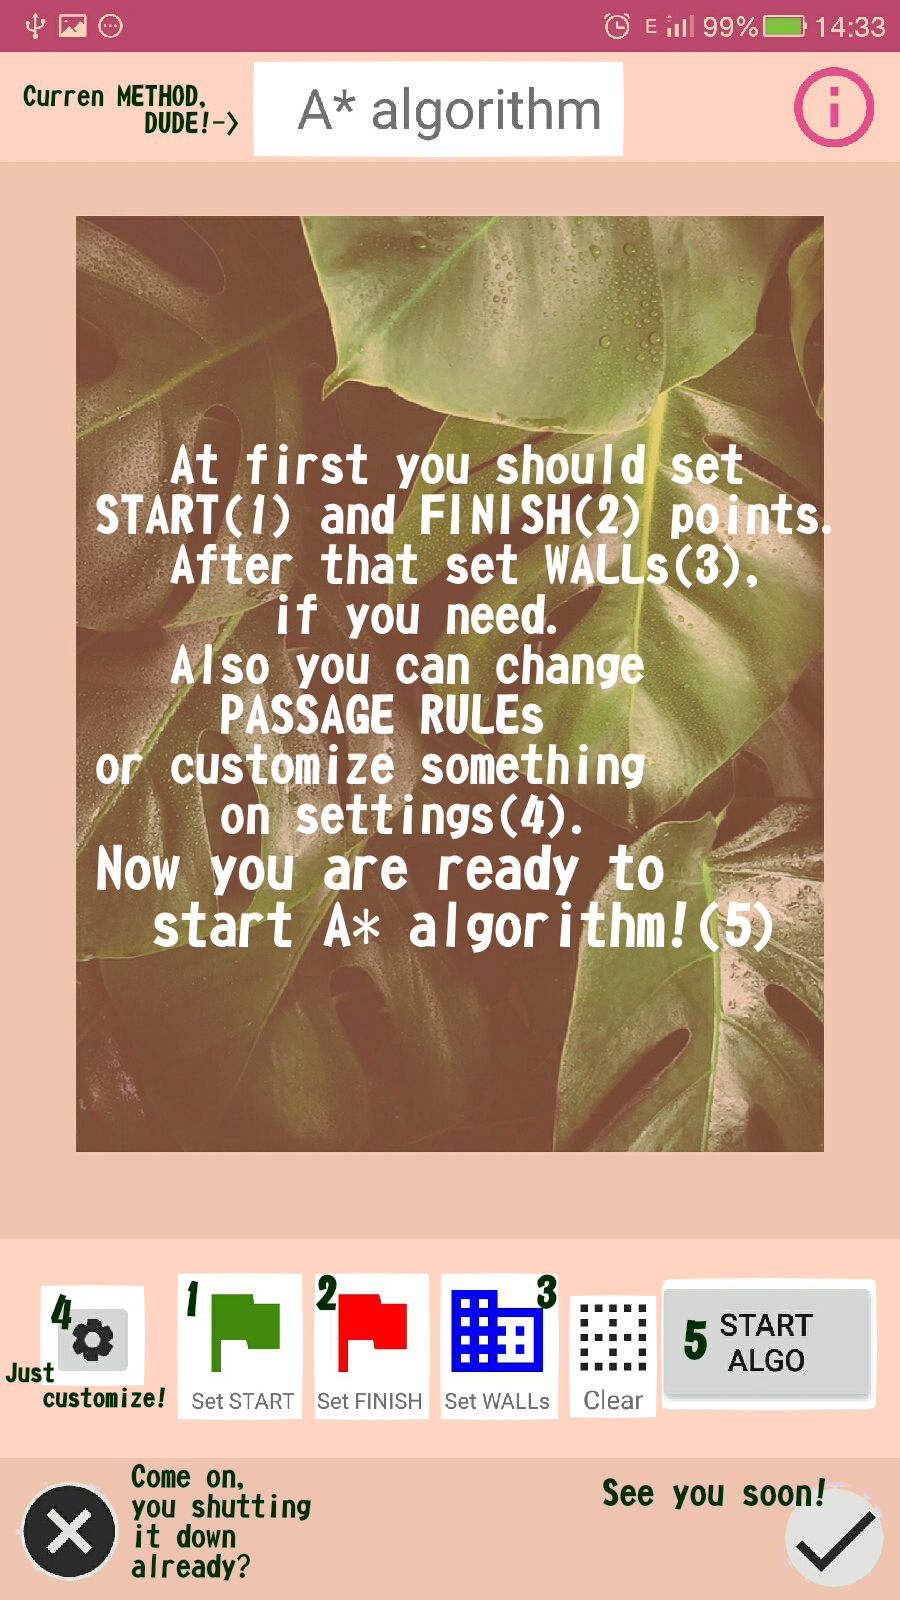 E 99% 14:33
Curren METHOD,
DUDE!->
A* algorithm
At first you should set
START(1) and FINISH(2) points.
After that set WALLs(3),
if you need.
Also you can change
PASSAGE RULEs
or customize something
on settings(4).
Now you are ready to
start A* algorithm!(5)
4
Just
customize!
1
Set START
2
Set FINISH
3
Set WALLs
Clear
5 START
ALGO
Come on,
you shutting
it down
already?
See you soon!